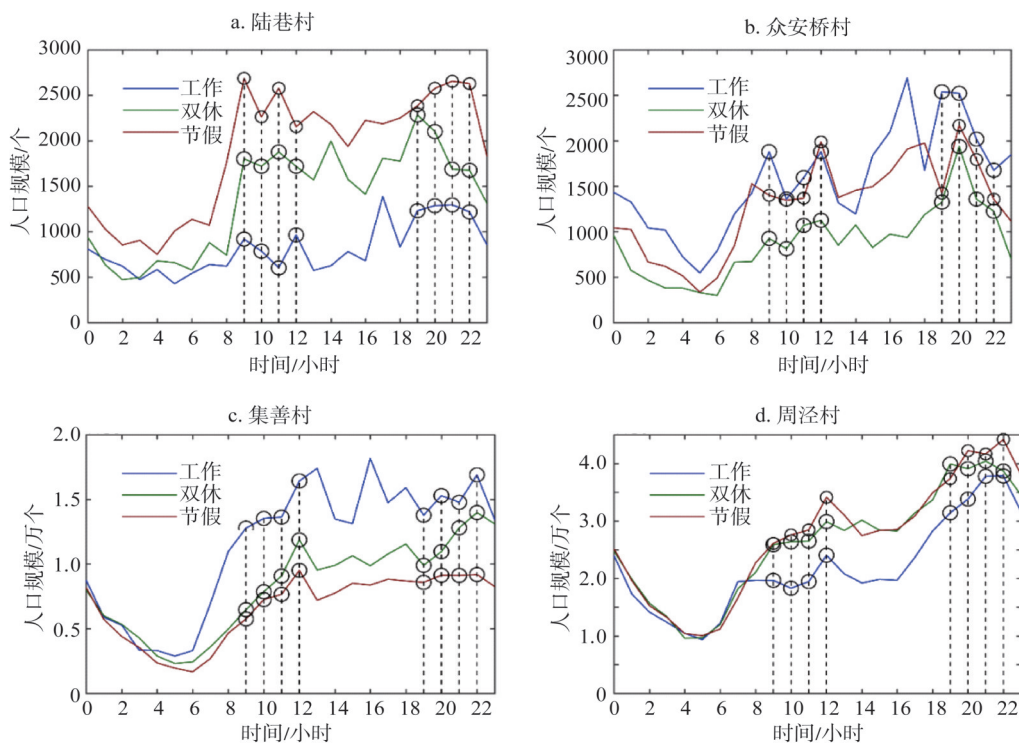 a. 陆巷村
3000
2500
2000
1500
1000
500
0
人口规模/个
工作
双休
节假
0 2 4 6 8 10 12 14 16 18 20 22
时间/小时
b. 众安桥村
3000
2500
2000
1500
1000
500
0
人口规模/个
工作
双休
节假
0 2 4 6 8 10 12 14 16 18 20 22
时间/小时
c. 集善村
2.0
1.5
1.0
0.5
0
人口规模/万个
工作
双休
节假
0 2 4 6 8 10 12 14 16 18 20 22
时间/小时
d. 周泾村
4.0
3.0
2.0
1.0
0
人口规模/万个
工作
双休
节假
0 2 4 6 8 10 12 14 16 18 20 22
时间/小时